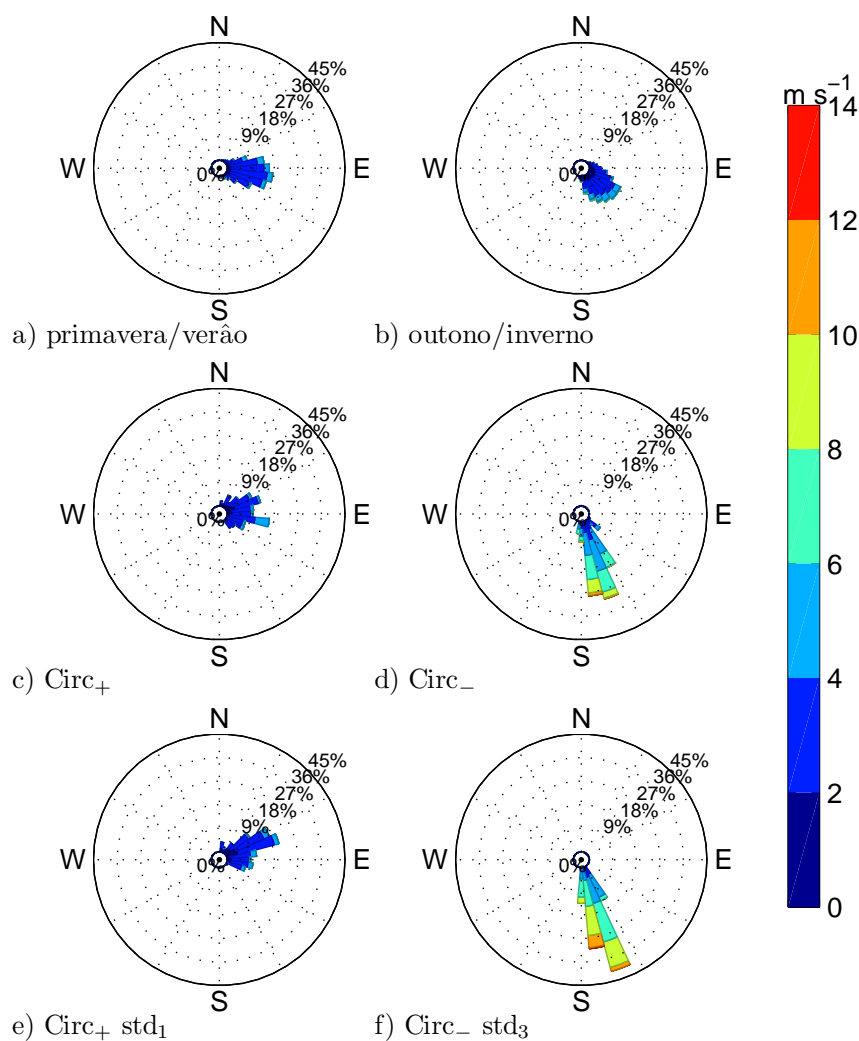 N
N
m s⁻¹
45%
36%
27%
18%
9%
0%
W
E
S
45%
36%
27%
18%
9%
0%
W
E
S
14
12
10
8
6
4
2
0
a) primavera/verâo
b) outono/inverno
N
45%
36%
27%
18%
9%
0%
W
E
S
N
45%
36%
27%
18%
9%
0%
W
E
S
c) Circ₊
d) Circ₋
N
45%
36%
27%
18%
9%
0%
W
E
S
N
45%
36%
27%
18%
9%
0%
W
E
S
e) Circ₊ std₁
f) Circ₋ std₃